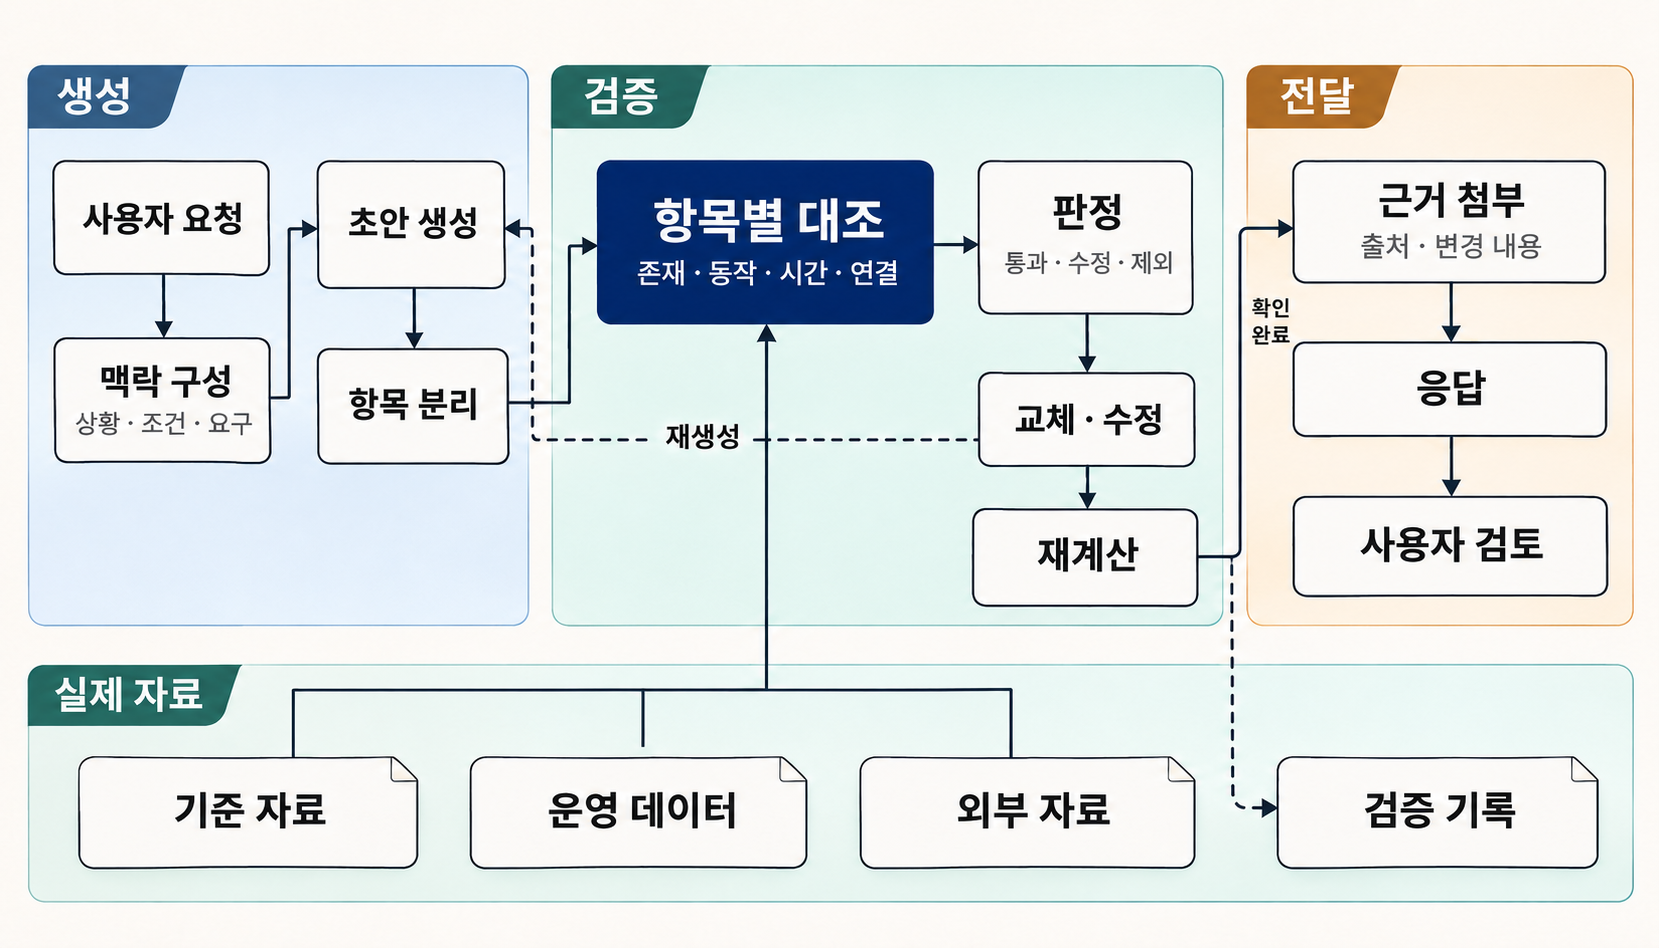 생성
사용자 요청
맥락 구성
상황 · 조건 · 요구
초안 생성
항목 분리
검증
항목별 대조
존재 · 동작 · 시간 · 연결
판정
통과 · 수정 · 제외
교체 · 수정
재생성
재계산
확인
완료
전달
근거 첨부
출처 · 변경 내용
응답
사용자 검토
실제 자료
기준 자료
운영 데이터
외부 자료
검증 기록